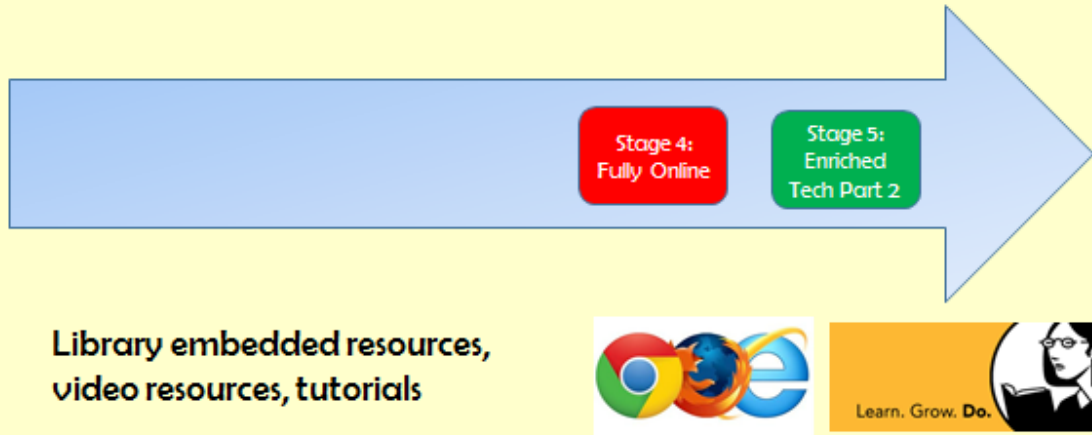 Stage 4:
Fully Online
Stage 5:
Enriched
Tech Part 2
Library embedded resources,
video resources, tutorials
Learn. Grow. Do.